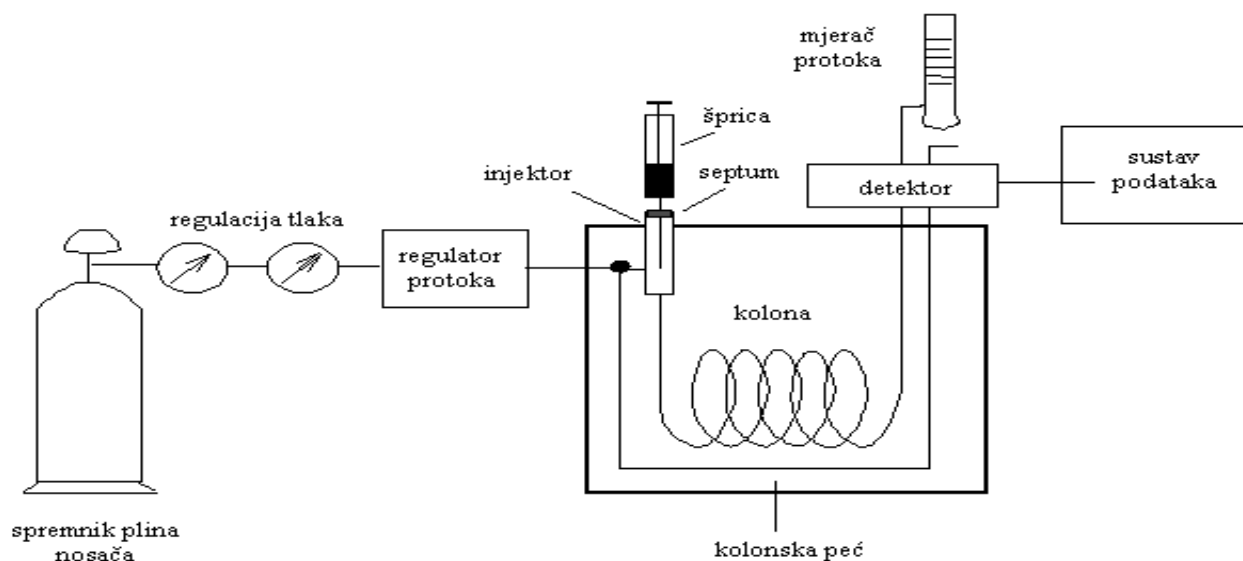 mjerač
protoka
šprica
injektor
septum
detektor
sustav
podataka
regulacija tlaka
regulator
protoka
kolona
spremnik plina
nosača
kolonska peć